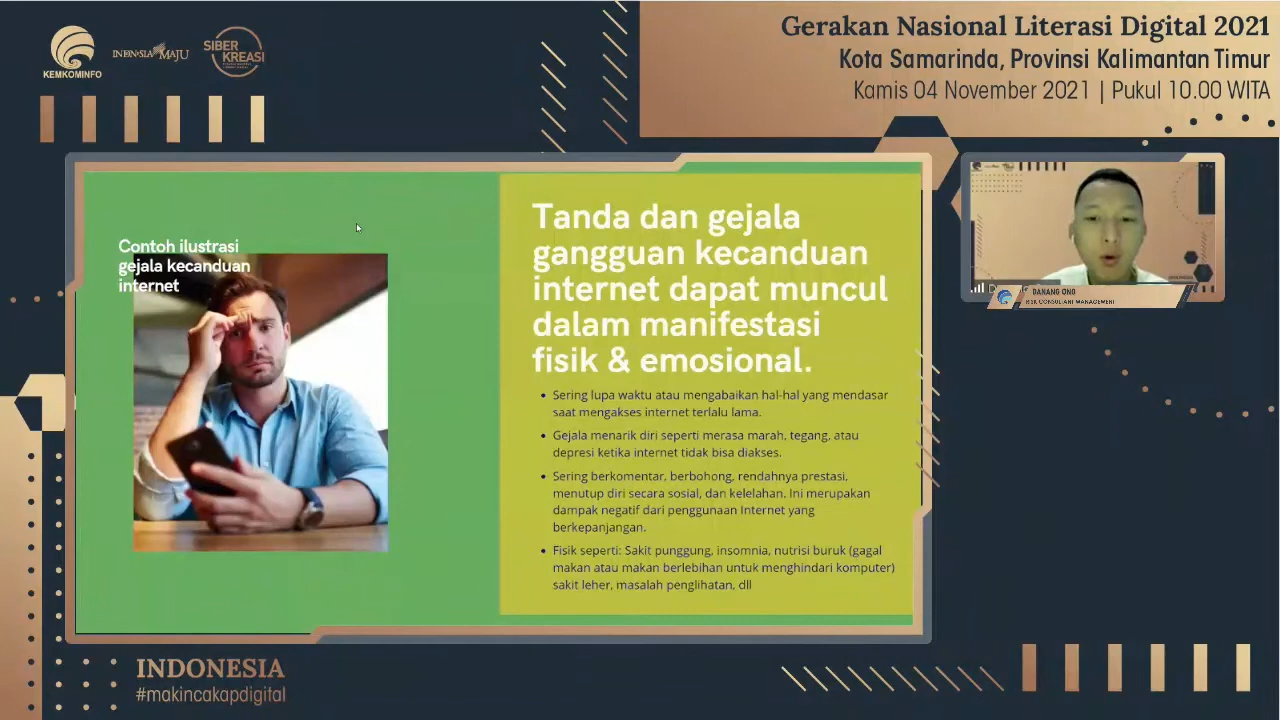 KEMKOMINFO
INDONESIA MAJU
SIBER
KREASI
Gerakan Nasional Literasi Digital 2021
Kota Samarinda, Provinsi Kalimantan Timur
Kamis 04 November 2021 | Pukul 10.00 WITA
Contoh ilustrasi
gejala kecanduan
internet
Tanda dan gejala
gangguan kecanduan
internet dapat muncul
dalam manifestasi
fisik & emosional.
• Sering lupa waktu atau mengabaikan hal-hal yang mendasar
saat mengakses internet terlalu lama.
• Gejala menarik diri seperti merasa marah, tegang, atau
depresi ketika internet tidak bisa diakses.
• Sering berkomentar, berbohong, rendahnya prestasi,
menutup diri secara sosial, dan kelelahan. Ini merupakan
dampak negatif dari penggunaan Internet yang
berkepanjangan.
• Fisik seperti: Sakit punggung, insomnia, nutrisi buruk (gagal
makan atau makan berlebihan untuk menghindari komputer)
sakit leher, masalah penglihatan, dll
DANANG ONG
RISK CONSULTANT MANAGEMENT
INDONESIA
#makincakapdigital